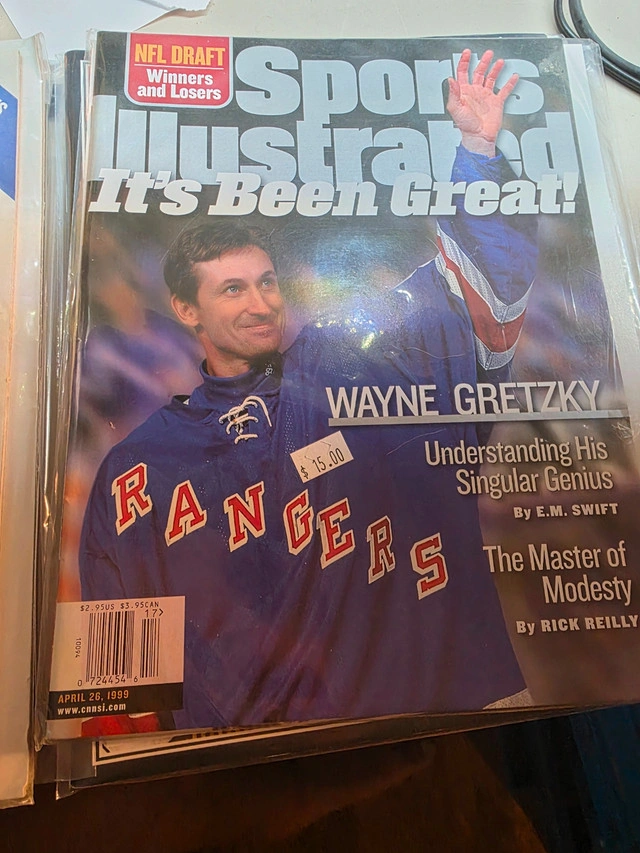 NFL DRAFT
Winners
and Losers
Sports
Illustrated
It's Been Great!
WAYNE GRETZKY
Understanding His
Singular Genius
By E.M. SWIFT
$ 15.00
RANGERS
The Master of
Modesty
By RICK REILLY
$2.95US $3.95CAN
17>
10094
0 724454 6
APRIL 26, 1999
www.cnnsi.com